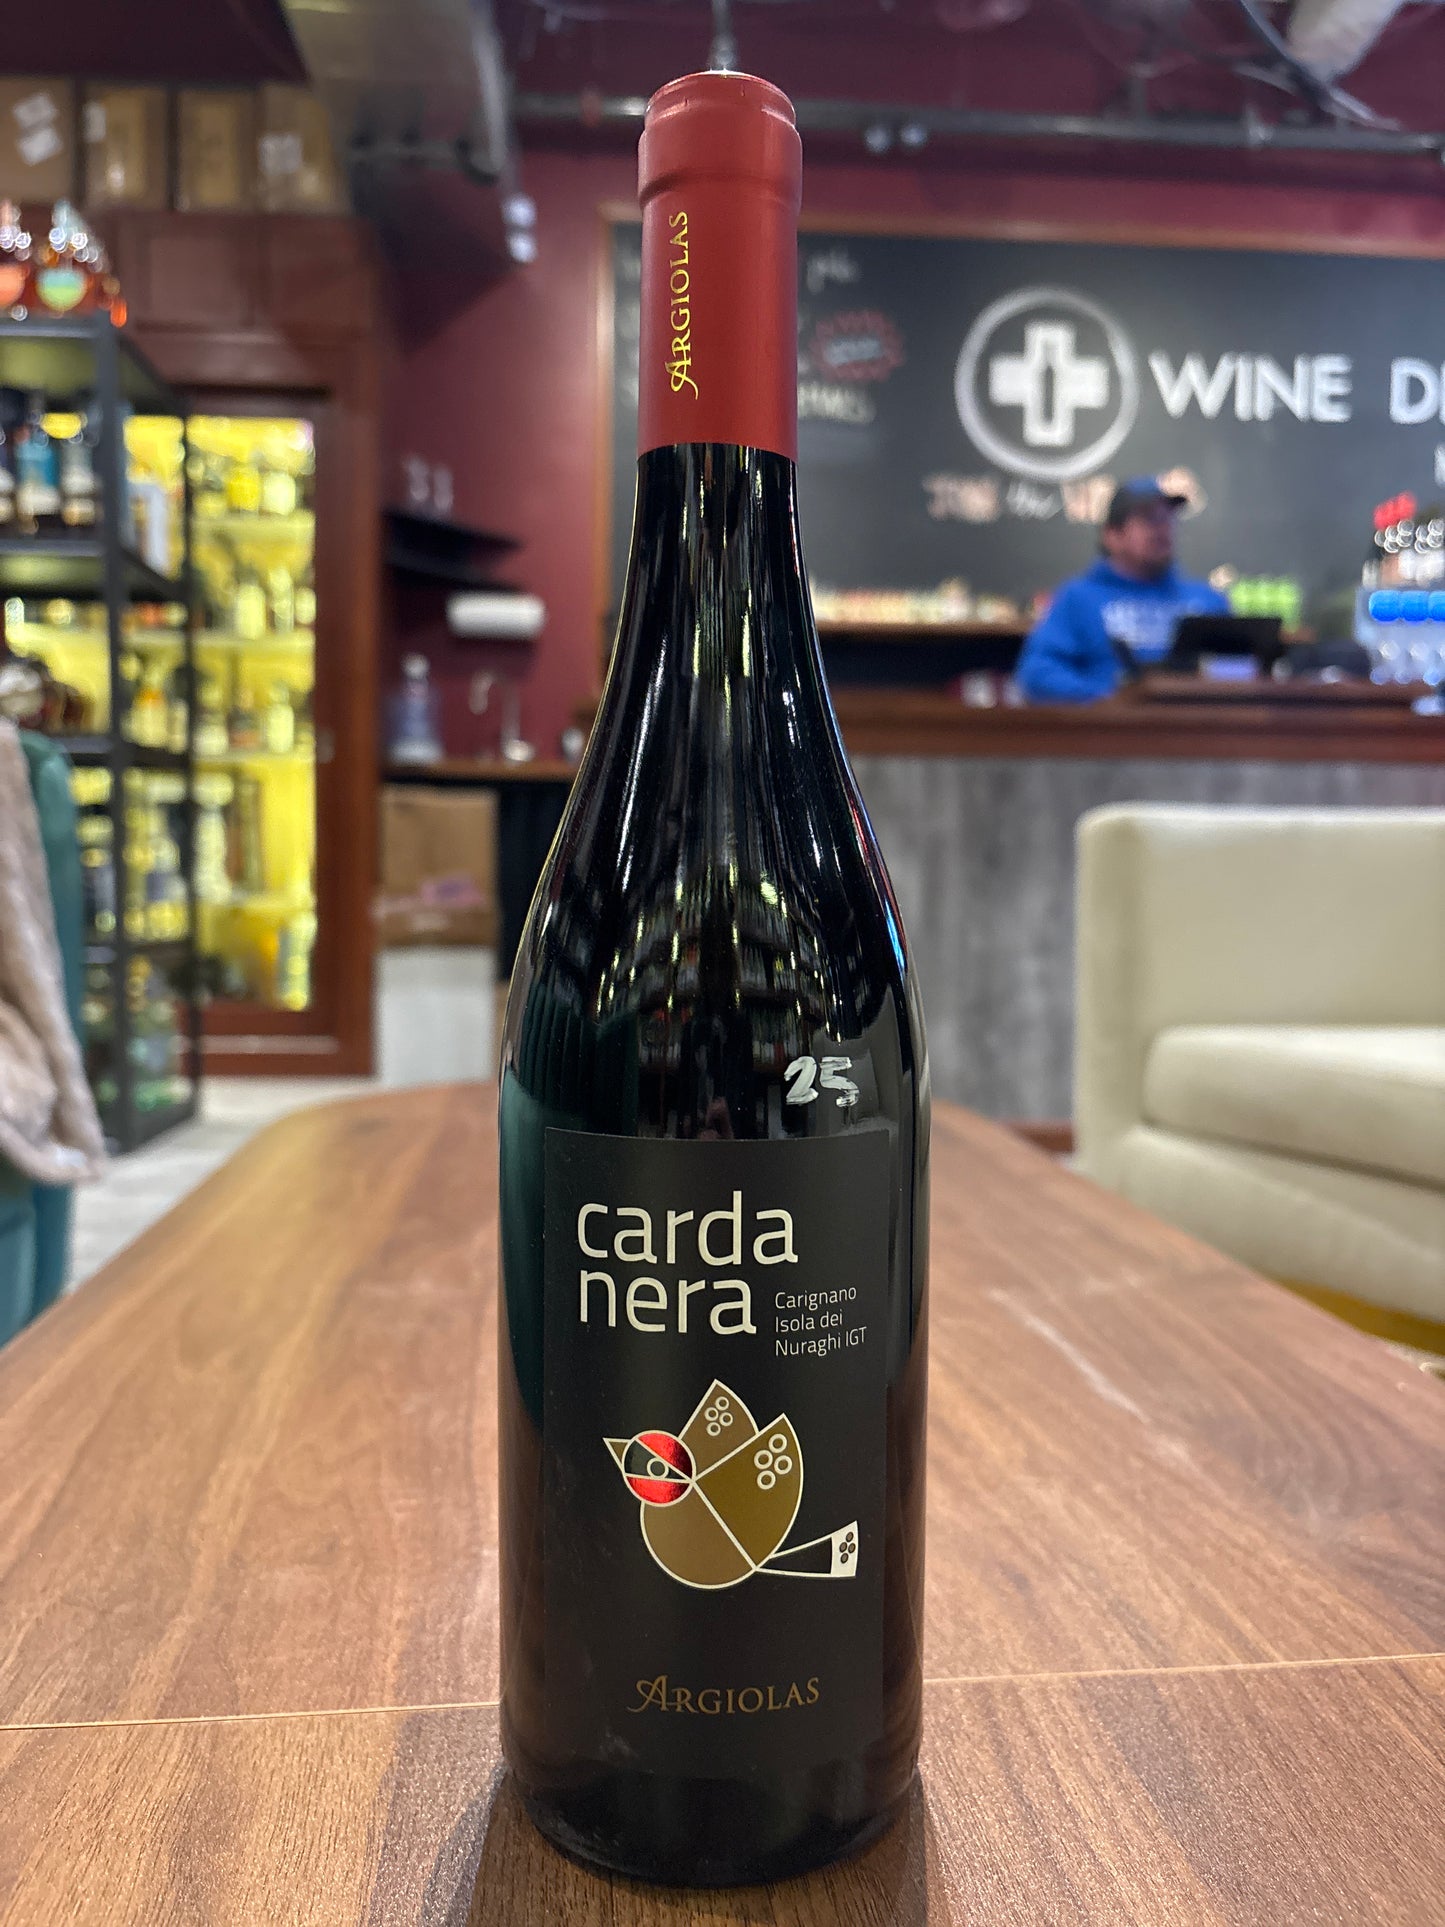 ARGIOLAS
WINE
25
carda
nera
Carignano
Isola dei
Nuraghi IGT
ARGIOLAS